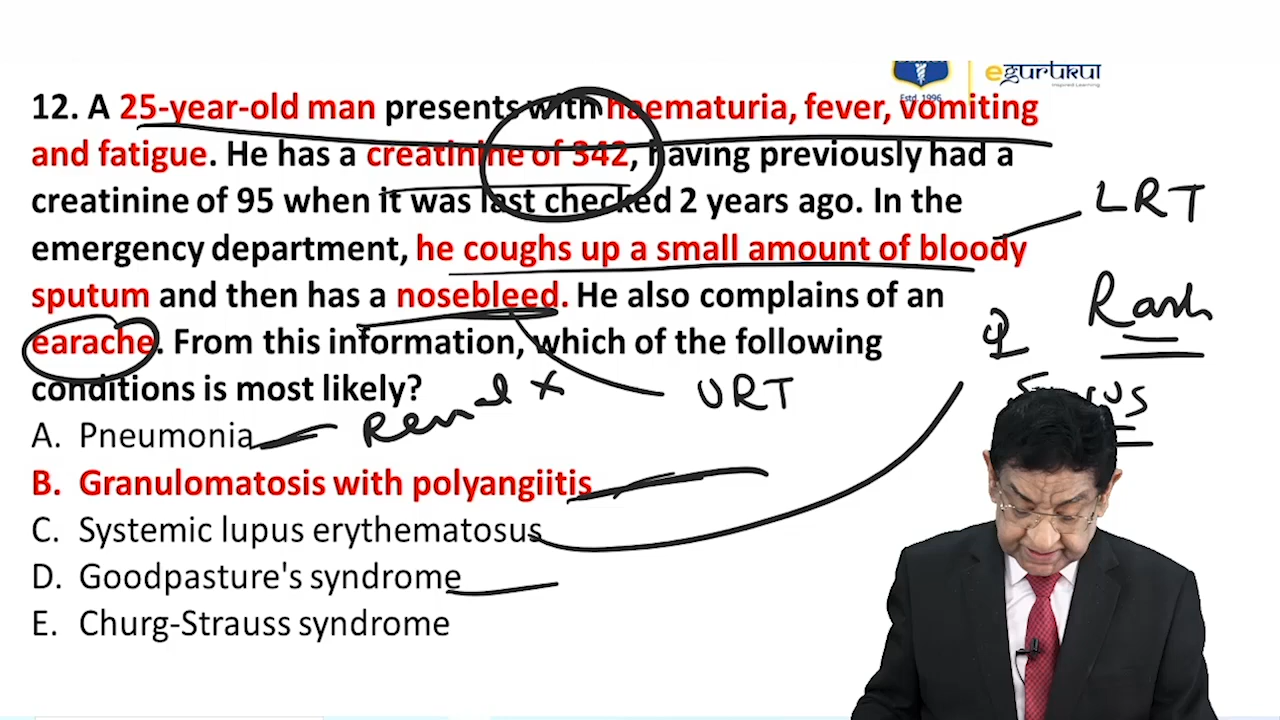 Estd. 1996
egurukul
Inspired Learning
12. A 25-year-old man presents with haematuria, fever, vomiting
and fatigue. He has a creatinine of 342, having previously had a
creatinine of 95 when it was last checked 2 years ago. In the
emergency department, he coughs up a small amount of bloody
sputum and then has a nosebleed. He also complains of an
earache. From this information, which of the following
conditions is most likely?
A. Pneumonia
B. Granulomatosis with polyangiitis
C. Systemic lupus erythematosus
D. Goodpasture's syndrome
E. Churg-Strauss syndrome
LRT
Rash
URT
Renal x